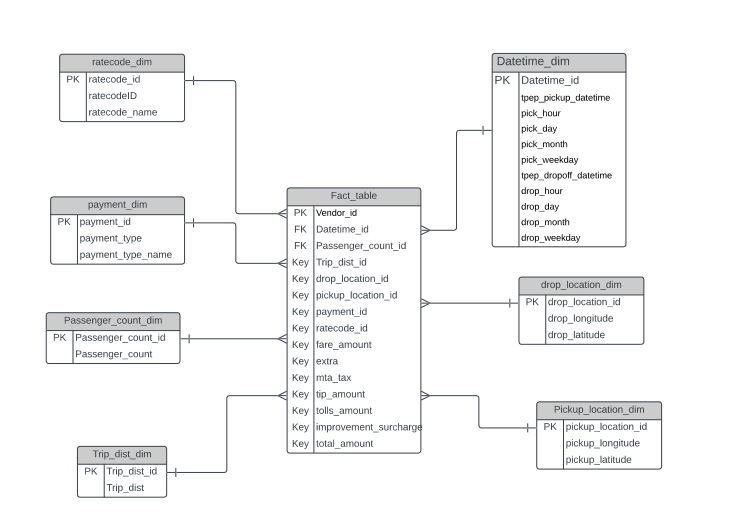 ratecode_dim
PK ratecode_id
ratecodeID
ratecode_name
payment_dim
PK payment_id
payment_type
payment_type_name
Passenger_count_dim
PK Passenger_count_id
Passenger_count
Trip_dist_dim
PK Trip_dist_id
Trip_dist
Fact_table
PK Vendor_id
FK Datetime_id
FK Passenger_count_id
Key Trip_dist_id
Key drop_location_id
Key pickup_location_id
Key payment_id
Key ratecode_id
Key fare_amount
Key extra
Key mta_tax
Key tip_amount
Key tolls_amount
Key improvement_surcharge
Key total_amount
Datetime_dim
PK Datetime_id
tpep_pickup_datetime
pick_hour
pick_day
pick_month
pick_weekday
tpep_dropoff_datetime
drop_hour
drop_day
drop_month
drop_weekday
drop_location_dim
PK drop_location_id
drop_longitude
drop_latitude
Pickup_location_dim
PK pickup_location_id
pickup_longitude
pickup_latitude